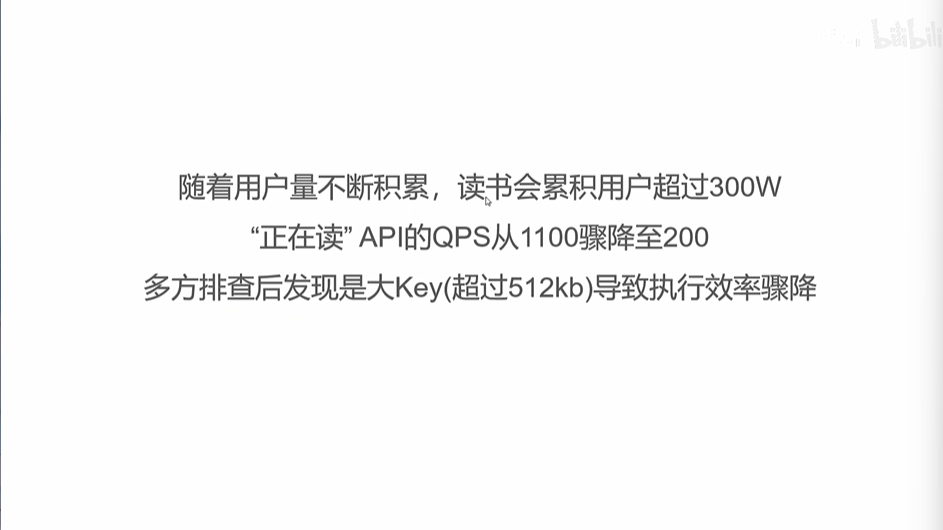 bilibili
随着用户量不断积累，读书会累积用户超过300W
“正在读” API的QPS从1100骤降至200
多方排查后发现是大Key(超过512kb)导致执行效率骤降